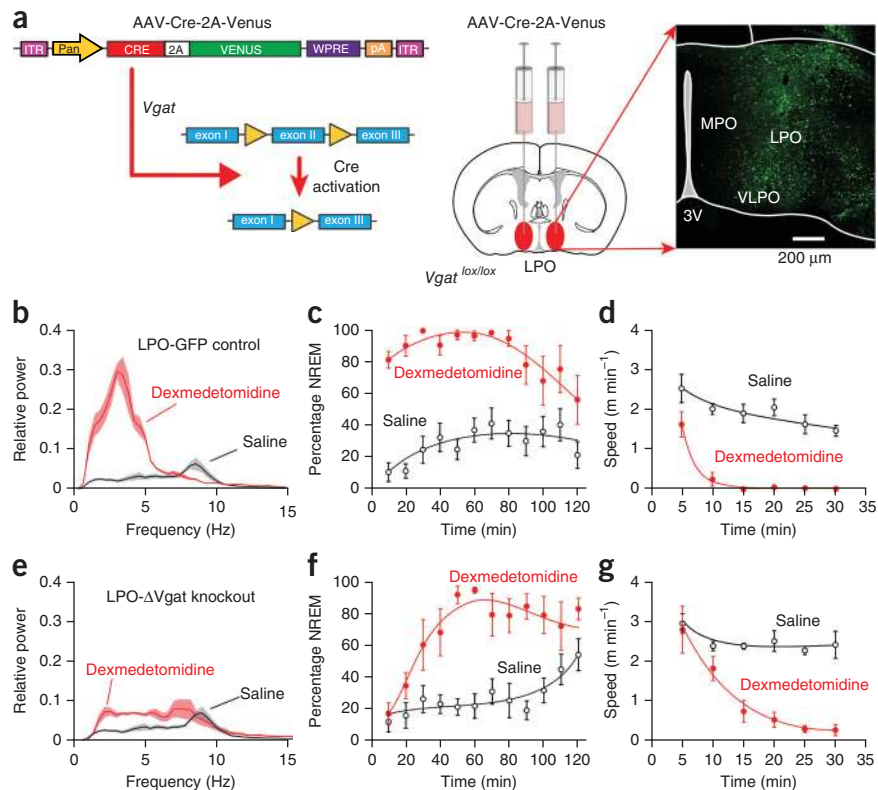 a
AAV-Cre-2A-Venus
ITR Pan CRE 2A VENUS WPRE pA ITR
Vgat
exon I exon II exon III
Cre
activation
exon I exon III
AAV-Cre-2A-Venus
LPO
Vgat lox/lox
MPO
LPO
VLPO
3V
200 μm
b
LPO-GFP control
Dexmedetomidine
Saline
Relative power
0.4
0.3
0.2
0.1
0
0 5 10 15
Frequency (Hz)
c
Dexmedetomidine
Saline
Percentage NREM
100
80
60
40
20
0
20 40 60 80 100 120
Time (min)
d
Saline
Dexmedetomidine
Speed (m min⁻¹)
4
3
2
1
0
0 5 10 15 20 25 30 35
Time (min)
e
LPO-ΔVgat knockout
Dexmedetomidine
Saline
Relative power
0.4
0.3
0.2
0.1
0
0 5 10 15
Frequency (Hz)
f
Dexmedetomidine
Saline
Percentage NREM
100
80
60
40
20
0
20 40 60 80 100 120
Time (min)
g
Saline
Dexmedetomidine
Speed (m min⁻¹)
4
3
2
1
0
0 5 10 15 20 25 30 35
Time (min)